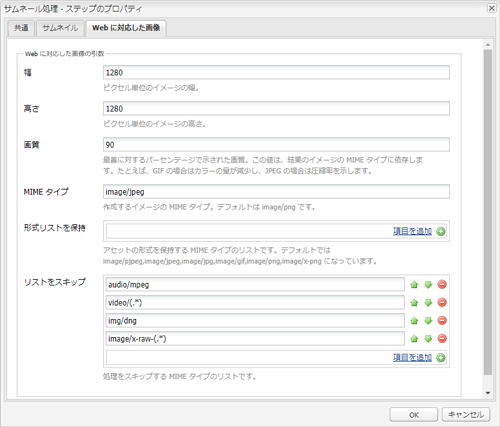 サムネール処理 - ステップのプロパティ
共通 サムネイル Web に対応した画像
Web に対応した画像の引数
幅 1280
ピクセル単位のイメージの幅。
高さ 1280
ピクセル単位のイメージの高さ。
画質 90
最善に対するパーセンテージで示された画質。この値は、結果のイメージの MIME タイプに依存しま
す。たとえば、GIF の場合はカラーの量が減少し、JPEG の場合は圧縮率を示します。
MIME タイプ image/jpeg
作成するイメージの MIME タイプ。デフォルトは image/png です。
形式リストを保持 項目を追加
アセットの形式を保持する MIME タイプのリストです。デフォルトでは
image/pjpeg,image/jpeg,image/jpg,image/gif,image/png,image/x-png になっています。
リストをスキップ audio/mpeg
video/(.*)
img/dng
image/x-raw-(.*)
項目を追加
処理をスキップする MIME タイプのリストです。
OK キャンセル